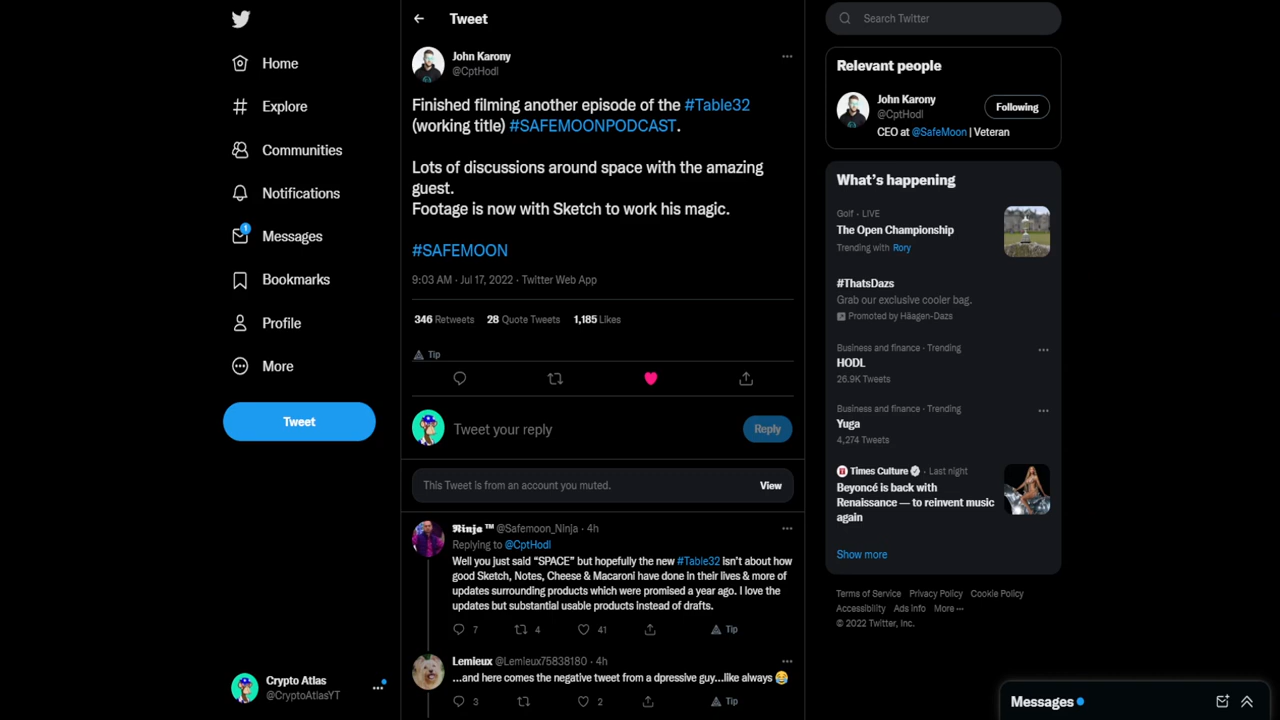 Home
Explore
Communities
Notifications
1
Messages
Bookmarks
Profile
More
Tweet
Crypto Atlas
@CryptoAtlasYT
Tweet
John Karony
@CptHodl
Finished filming another episode of the #Table32
(working title) #SAFEMOONPODCAST.
Lots of discussions around space with the amazing
guest.
Footage is now with Sketch to work his magic.
#SAFEMOON
9:03 AM · Jul 17, 2022 · Twitter Web App
346 Retweets 28 Quote Tweets 1,185 Likes
Tip
Tweet your reply
Reply
This Tweet is from an account you muted.
View
Ninja ™ @Safemoon_Ninja · 4h
Replying to @CptHodl
Well you just said “SPACE” but hopefully the new #Table32 isn’t about how
good Sketch, Notes, Cheese & Macaroni have done in their lives & more of
updates surrounding products which were promised a year ago. I love the
updates but substantial usable products instead of drafts.
7 4 41 Tip
Lemieux @Lemieux75838180 · 4h
...and here comes the negative tweet from a dpressive guy...like always 😂
3 2 Tip
Search Twitter
Relevant people
John Karony
@CptHodl
Following
CEO at @SafeMoon | Veteran
What’s happening
Golf · LIVE
The Open Championship
Trending with Rory
#ThatsDazs
Grab our exclusive cooler bag.
Promoted by Häagen-Dazs
Business and finance · Trending
HODL
26.9K Tweets
Business and finance · Trending
Yuga
4,274 Tweets
Times Culture · Last night
Beyoncé is back with
Renaissance — to reinvent music
again
Show more
Terms of Service Privacy Policy Cookie Policy
Accessibility Ads info More ···
© 2022 Twitter, Inc.
Messages